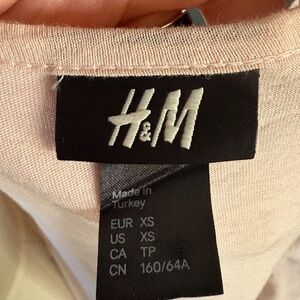 H&M
Made in
Turkey
EUR XS
US XS
CA TP
CN 160/64A